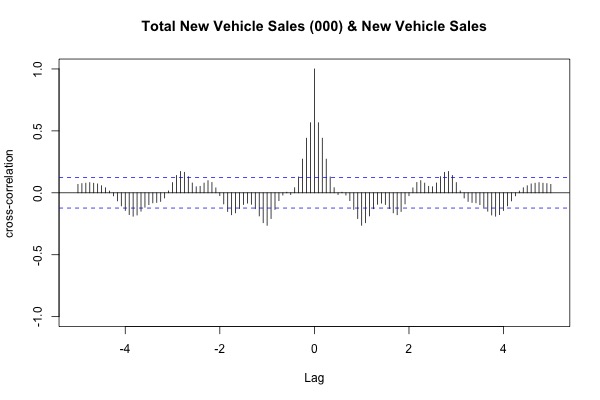 Total New Vehicle Sales (000) & New Vehicle Sales
cross-correlation
1.0
0.5
0.0
-0.5
-1.0
-4 -2 0 2 4
Lag